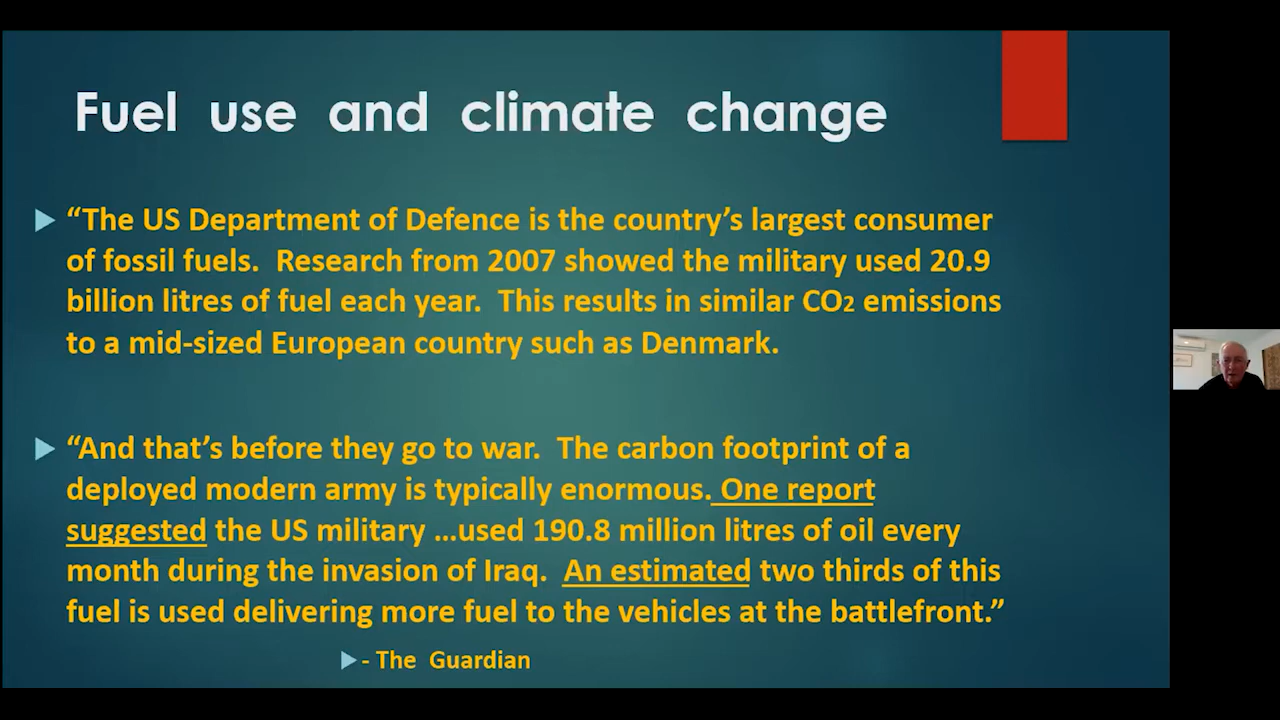 Fuel use and climate change
“The US Department of Defence is the country’s largest consumer
of fossil fuels. Research from 2007 showed the military used 20.9
billion litres of fuel each year. This results in similar CO2 emissions
to a mid-sized European country such as Denmark.
“And that’s before they go to war. The carbon footprint of a
deployed modern army is typically enormous. One report
suggested the US military …used 190.8 million litres of oil every
month during the invasion of Iraq. An estimated two thirds of this
fuel is used delivering more fuel to the vehicles at the battlefront.”
- The Guardian